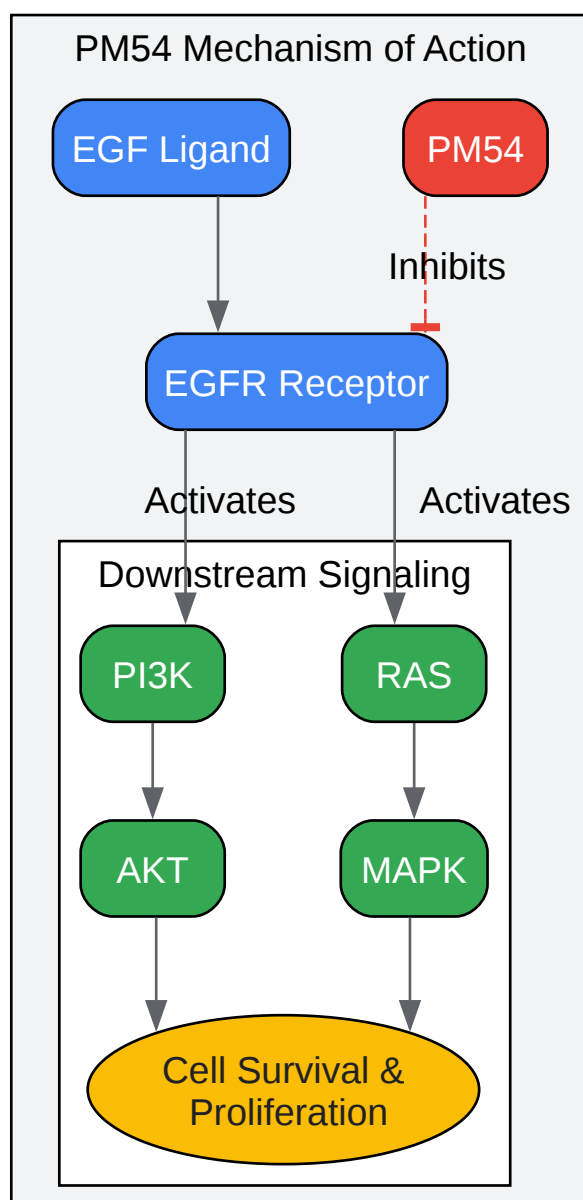 PM54 Mechanism of Action
EGF Ligand
PM54
Inhibits
EGFR Receptor
Activates
Activates
Downstream Signaling
PI3K
RAS
AKT
MAPK
Cell Survival &
Proliferation